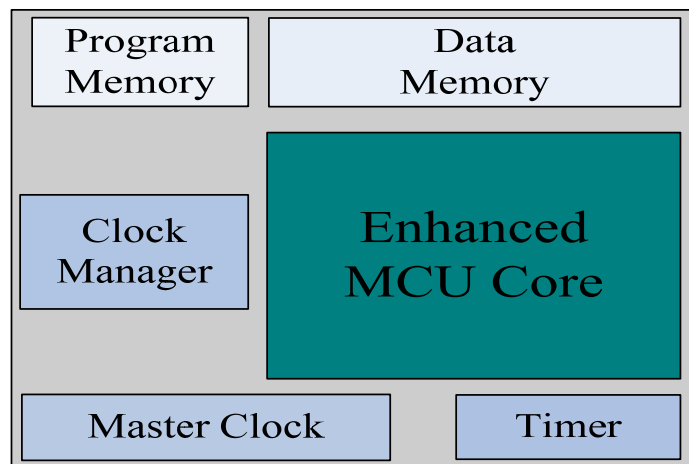 Program
Memory
Data
Memory
Clock
Manager
Enhanced
MCU Core
Master Clock
Timer